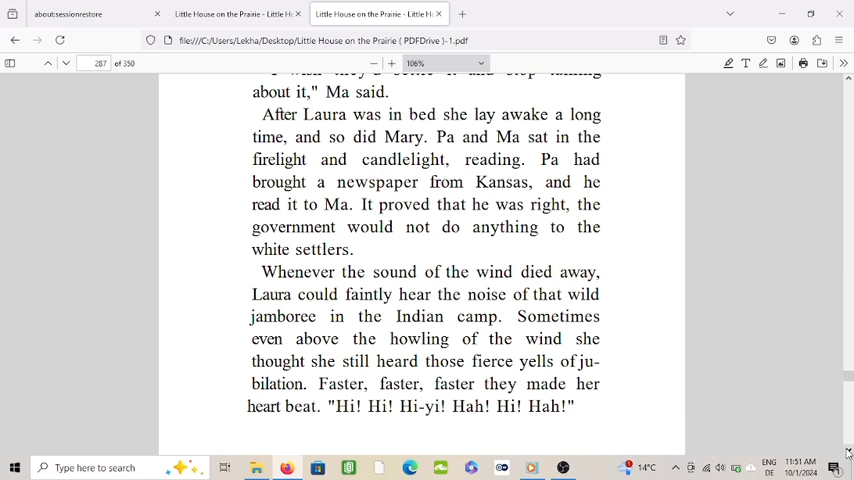 about:sessionrestore
Little House on the Prairie - Little H
Little House on the Prairie - Little H
file:///C:/Users/Lekha/Desktop/Little House on the Prairie ( PDFDrive )-1.pdf
287 of 350
106%
about it," Ma said.
After Laura was in bed she lay awake a long
time, and so did Mary. Pa and Ma sat in the
firelight and candlelight, reading. Pa had
brought a newspaper from Kansas, and he
read it to Ma. It proved that he was right, the
government would not do anything to the
white settlers.
Whenever the sound of the wind died away,
Laura could faintly hear the noise of that wild
jamboree in the Indian camp. Sometimes
even above the howling of the wind she
thought she still heard those fierce yells of ju-
bilation. Faster, faster, faster they made her
heart beat. "Hi! Hi! Hi-yi! Hah! Hi! Hah!"
Type here to search
14°C
ENG
DE
11:51 AM
10/1/2024